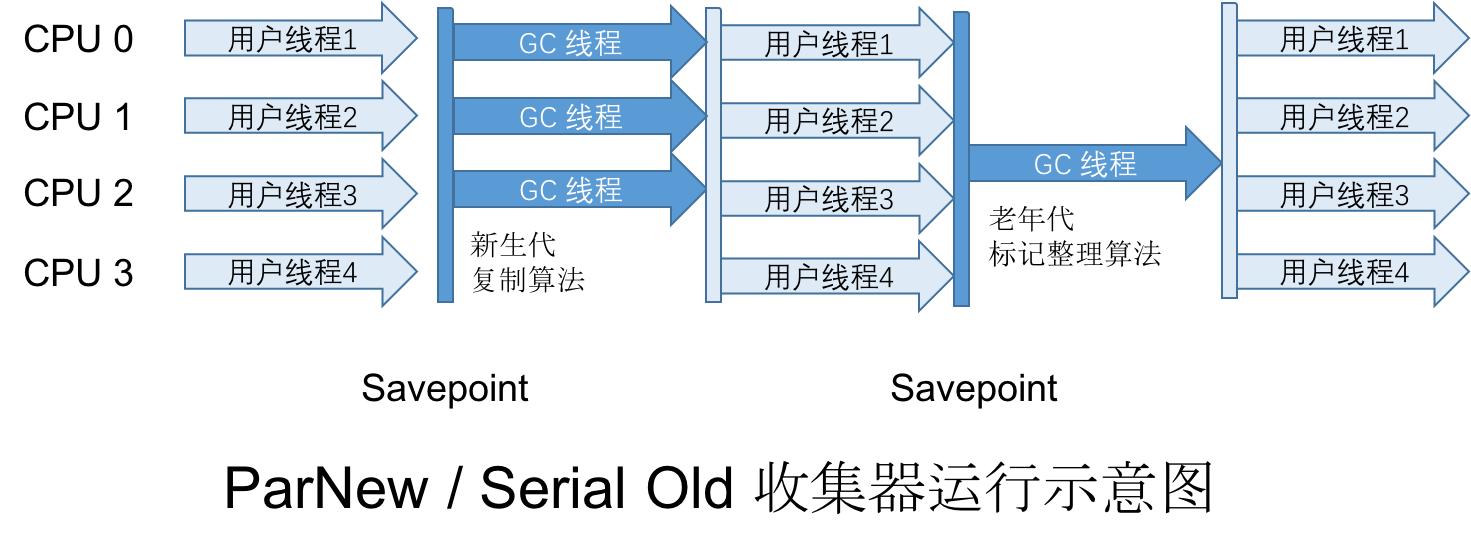 CPU 0 用户线程1 GC 线程 用户线程1 用户线程1
CPU 1 用户线程2 GC 线程 用户线程2 用户线程2
GC 线程
CPU 2 用户线程3 GC 线程 用户线程3 用户线程3
新生代
复制算法
老年代
标记整理算法
CPU 3 用户线程4 用户线程4 用户线程4
Savepoint Savepoint
ParNew / Serial Old 收集器运行示意图